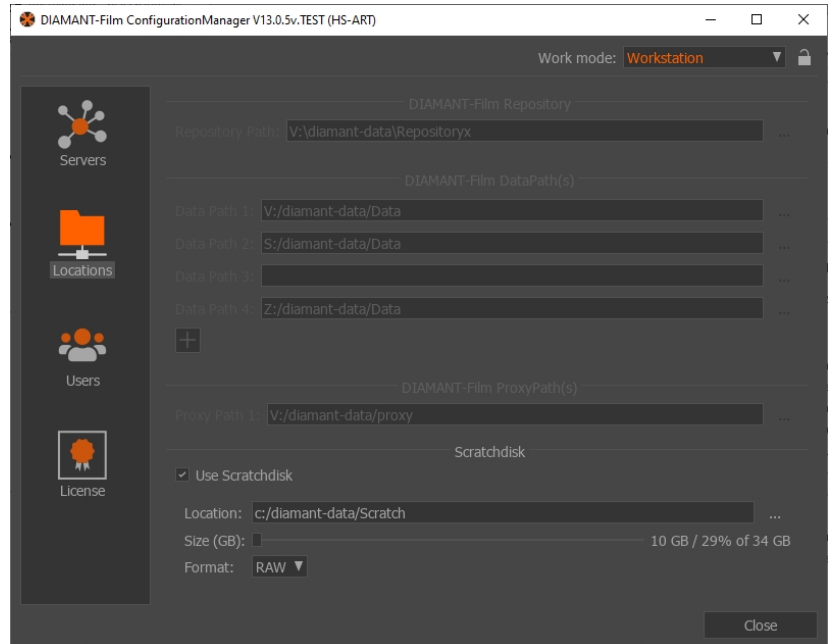 DIAMANT-Film ConfigurationManager V13.0.5v.TEST (HS-ART)
Work mode: Workstation
Servers
Locations
Users
License
DIAMANT-Film Repository
Repository Path: V:\diamant-data\Repositoryx ...
DIAMANT-Film DataPath(s)
Data Path 1: V:/diamant-data/Data ...
Data Path 2: S:/diamant-data/Data ...
Data Path 3: ...
Data Path 4: Z:/diamant-data/Data ...
DIAMANT-Film ProxyPath(s)
Proxy Path 1: V:/diamant-data/proxy ...
Scratchdisk
Use Scratchdisk
Location: c:/diamant-data/Scratch ...
Size (GB): 10 GB / 29% of 34 GB
Format: RAW
Close